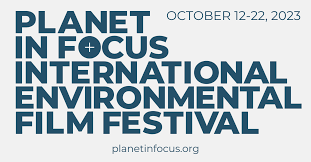 PLANET OCTOBER 12-22, 2023
IN FOCUS
INTERNATIONAL
ENVIRONMENTAL
FILM FESTIVAL
planetinfocus.org